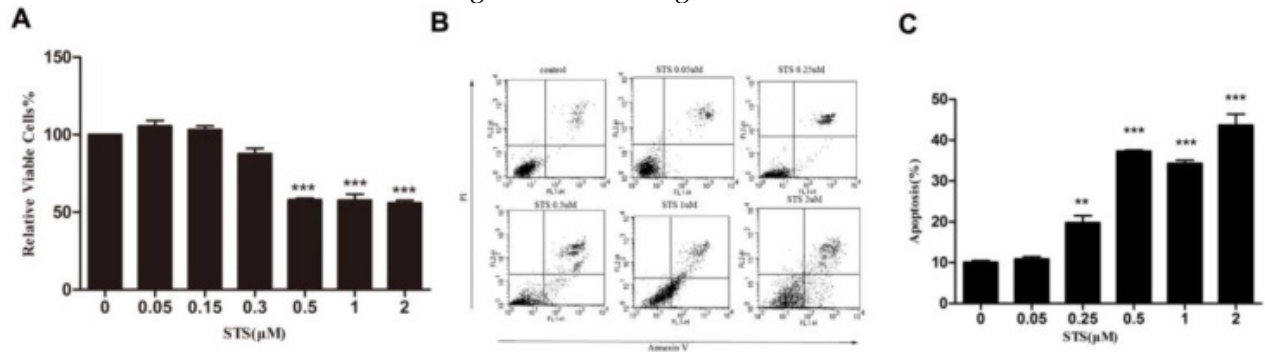 A
150
100
50
0
Relative Viable Cells%
*** *** ***
0 0.05 0.15 0.3 0.5 1 2
STS(µM)
B
control STS 0.05uM STS 0.25uM
STS 0.5uM STS 1uM STS 2uM
PI
Annexin V
C
50
40
30
20
10
0
Apoptosis(%)
** *** *** ***
0 0.05 0.25 0.5 1 2
STS(µM)